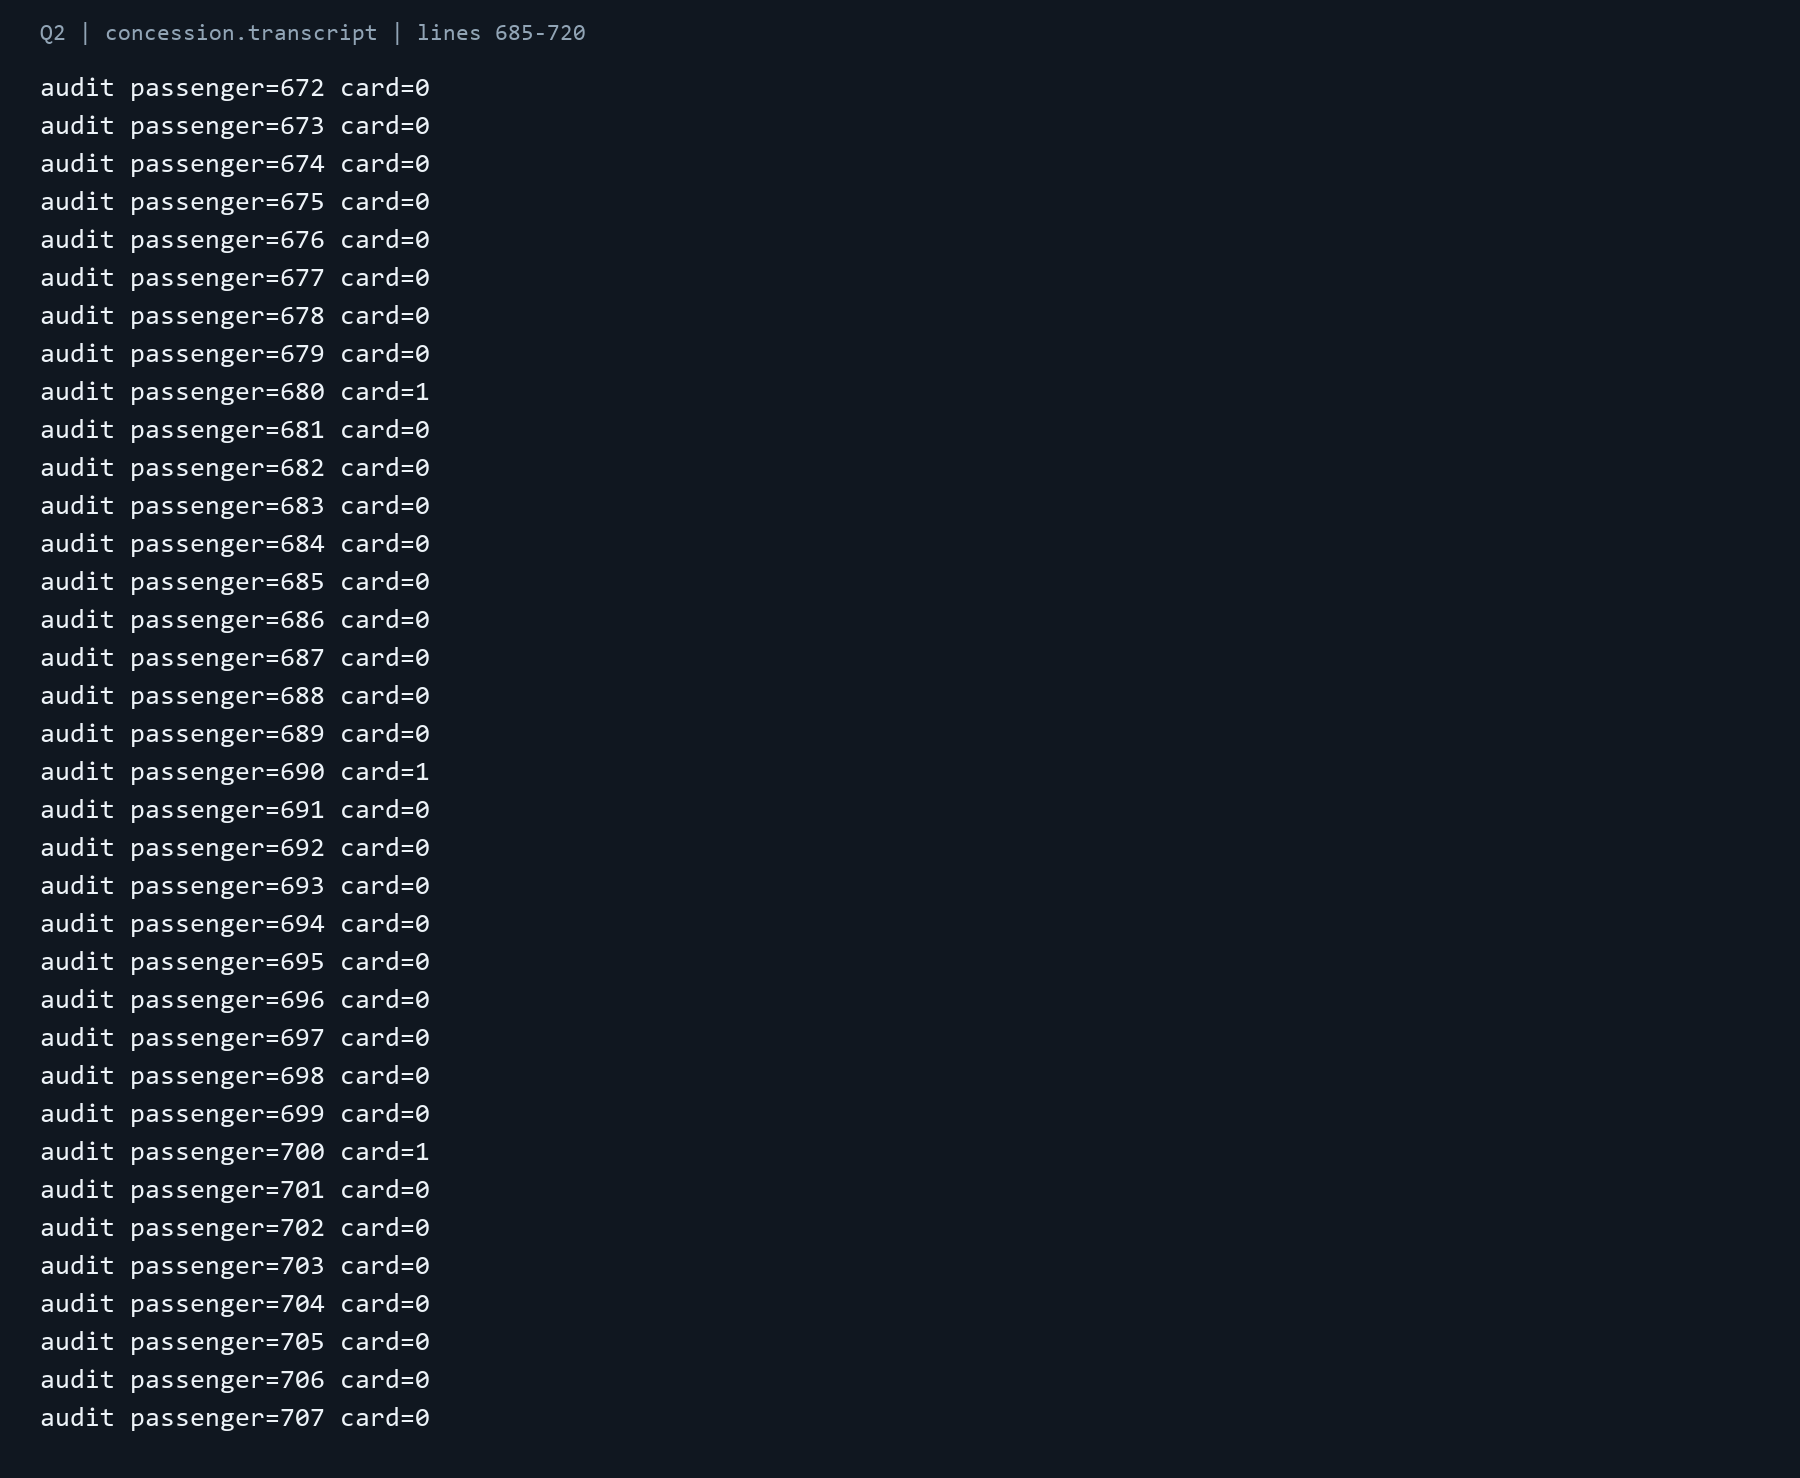 Q2 | concession.transcript | lines 685-720
audit passenger=672 card=0
audit passenger=673 card=0
audit passenger=674 card=0
audit passenger=675 card=0
audit passenger=676 card=0
audit passenger=677 card=0
audit passenger=678 card=0
audit passenger=679 card=0
audit passenger=680 card=1
audit passenger=681 card=0
audit passenger=682 card=0
audit passenger=683 card=0
audit passenger=684 card=0
audit passenger=685 card=0
audit passenger=686 card=0
audit passenger=687 card=0
audit passenger=688 card=0
audit passenger=689 card=0
audit passenger=690 card=1
audit passenger=691 card=0
audit passenger=692 card=0
audit passenger=693 card=0
audit passenger=694 card=0
audit passenger=695 card=0
audit passenger=696 card=0
audit passenger=697 card=0
audit passenger=698 card=0
audit passenger=699 card=0
audit passenger=700 card=1
audit passenger=701 card=0
audit passenger=702 card=0
audit passenger=703 card=0
audit passenger=704 card=0
audit passenger=705 card=0
audit passenger=706 card=0
audit passenger=707 card=0